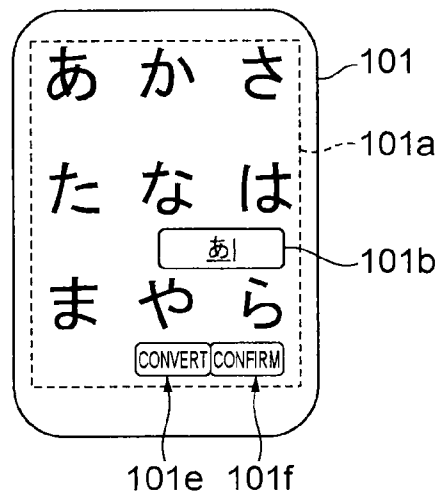 あ か さ
101
101a
た な は
あ
101b
ま や ら
CONVERT CONFIRM
101e 101f